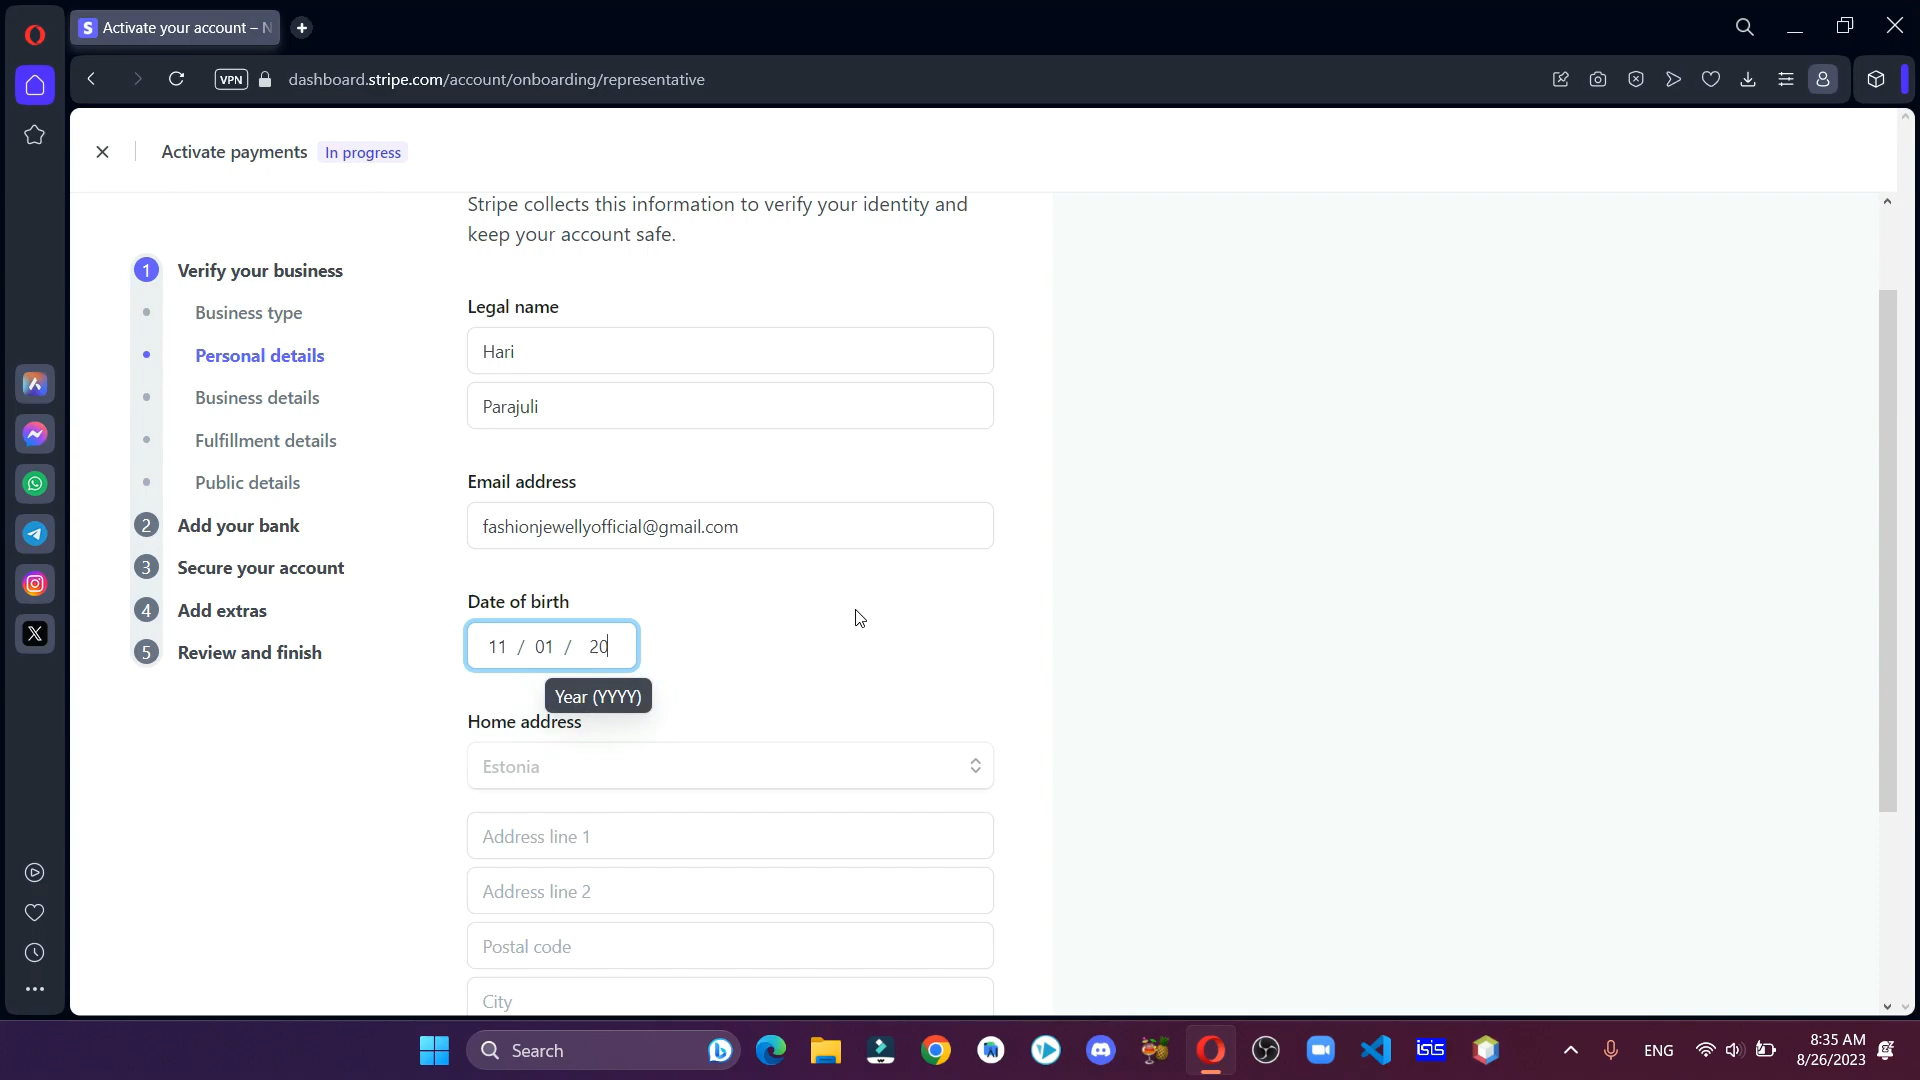 Activate your account – N
VPN
dashboard.stripe.com/account/onboarding/representative
Activate payments
In progress
Stripe collects this information to verify your identity and
keep your account safe.
1 Verify your business
Business type
Personal details
Business details
Fulfillment details
Public details
2 Add your bank
3 Secure your account
4 Add extras
5 Review and finish
Legal name
Hari
Parajuli
Email address
fashionjewellyofficial@gmail.com
Date of birth
11 / 01 / 20
Year (YYYY)
Home address
Estonia
Address line 1
Address line 2
Postal code
City
Search
isis
ENG
8:35 AM
8/26/2023